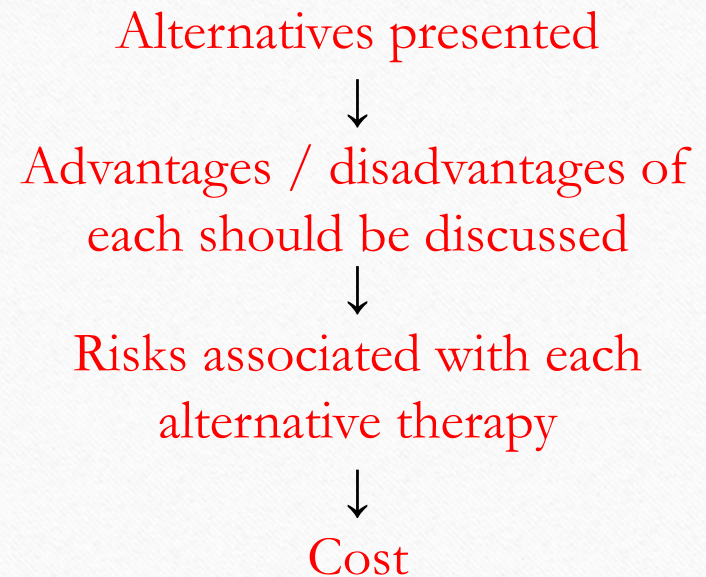 Alternatives presented
↓
Advantages / disadvantages of
each should be discussed
↓
Risks associated with each
alternative therapy
↓
Cost